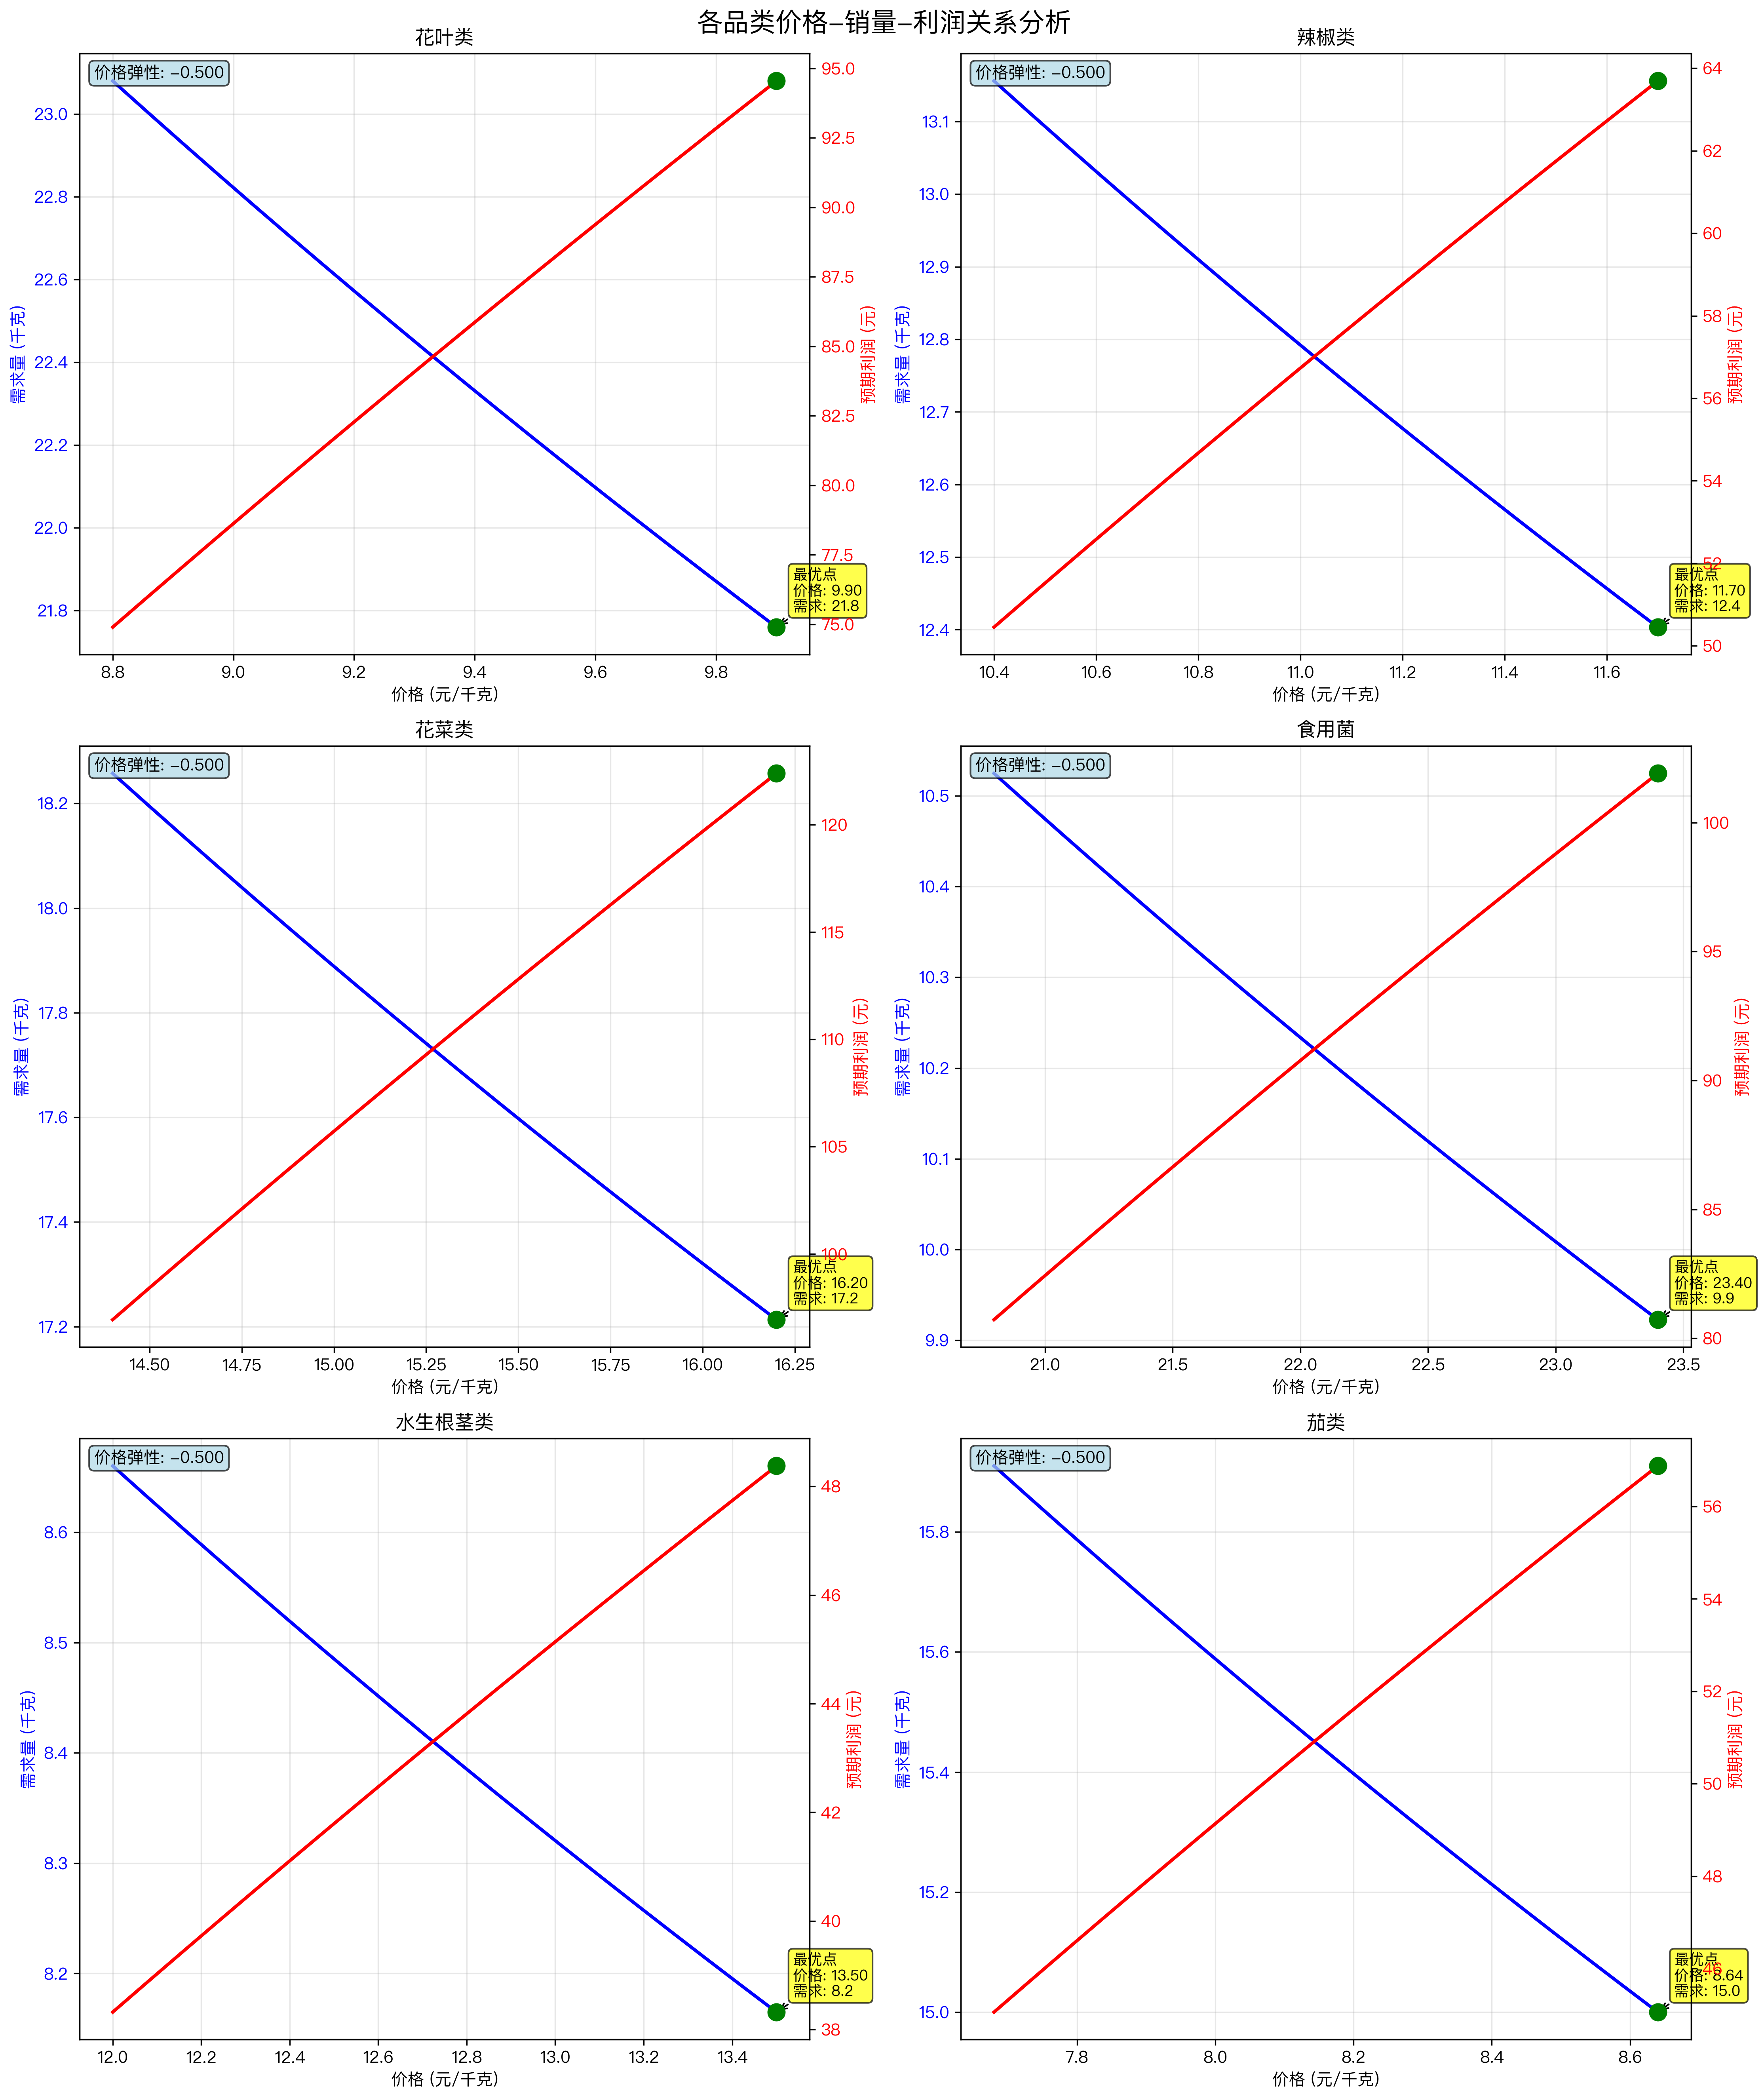 各品类价格–销量–利润关系分析
花叶类
价格弹性: −0.500
需求量 (千克)
23.0
22.8
22.6
22.4
22.2
22.0
21.8
95.0
92.5
90.0
87.5
85.0
82.5
80.0
77.5
75.0
预期利润 (元)
最优点
价格: 9.90
需求: 21.8
8.8 9.0 9.2 9.4 9.6 9.8
价格 (元/千克)
辣椒类
价格弹性: −0.500
需求量 (千克)
13.1
13.0
12.9
12.8
12.7
12.6
12.5
12.4
64
62
60
58
56
54
52
50
预期利润 (元)
最优点
价格: 11.70
需求: 12.4
10.4 10.6 10.8 11.0 11.2 11.4 11.6
价格 (元/千克)
花菜类
价格弹性: −0.500
需求量 (千克)
18.2
18.0
17.8
17.6
17.4
17.2
120
115
110
105
100
预期利润 (元)
最优点
价格: 16.20
需求: 17.2
14.50 14.75 15.00 15.25 15.50 15.75 16.00 16.25
价格 (元/千克)
食用菌
价格弹性: −0.500
需求量 (千克)
10.5
10.4
10.3
10.2
10.1
10.0
9.9
100
95
90
85
80
预期利润 (元)
最优点
价格: 23.40
需求: 9.9
21.0 21.5 22.0 22.5 23.0 23.5
价格 (元/千克)
水生根茎类
价格弹性: −0.500
需求量 (千克)
8.6
8.5
8.4
8.3
8.2
48
46
44
42
40
38
预期利润 (元)
最优点
价格: 13.50
需求: 8.2
12.0 12.2 12.4 12.6 12.8 13.0 13.2 13.4
价格 (元/千克)
茄类
价格弹性: −0.500
需求量 (千克)
15.8
15.6
15.4
15.2
15.0
56
54
52
50
48
46
预期利润 (元)
最优点
价格: 8.64
需求: 15.0
7.8 8.0 8.2 8.4 8.6
价格 (元/千克)